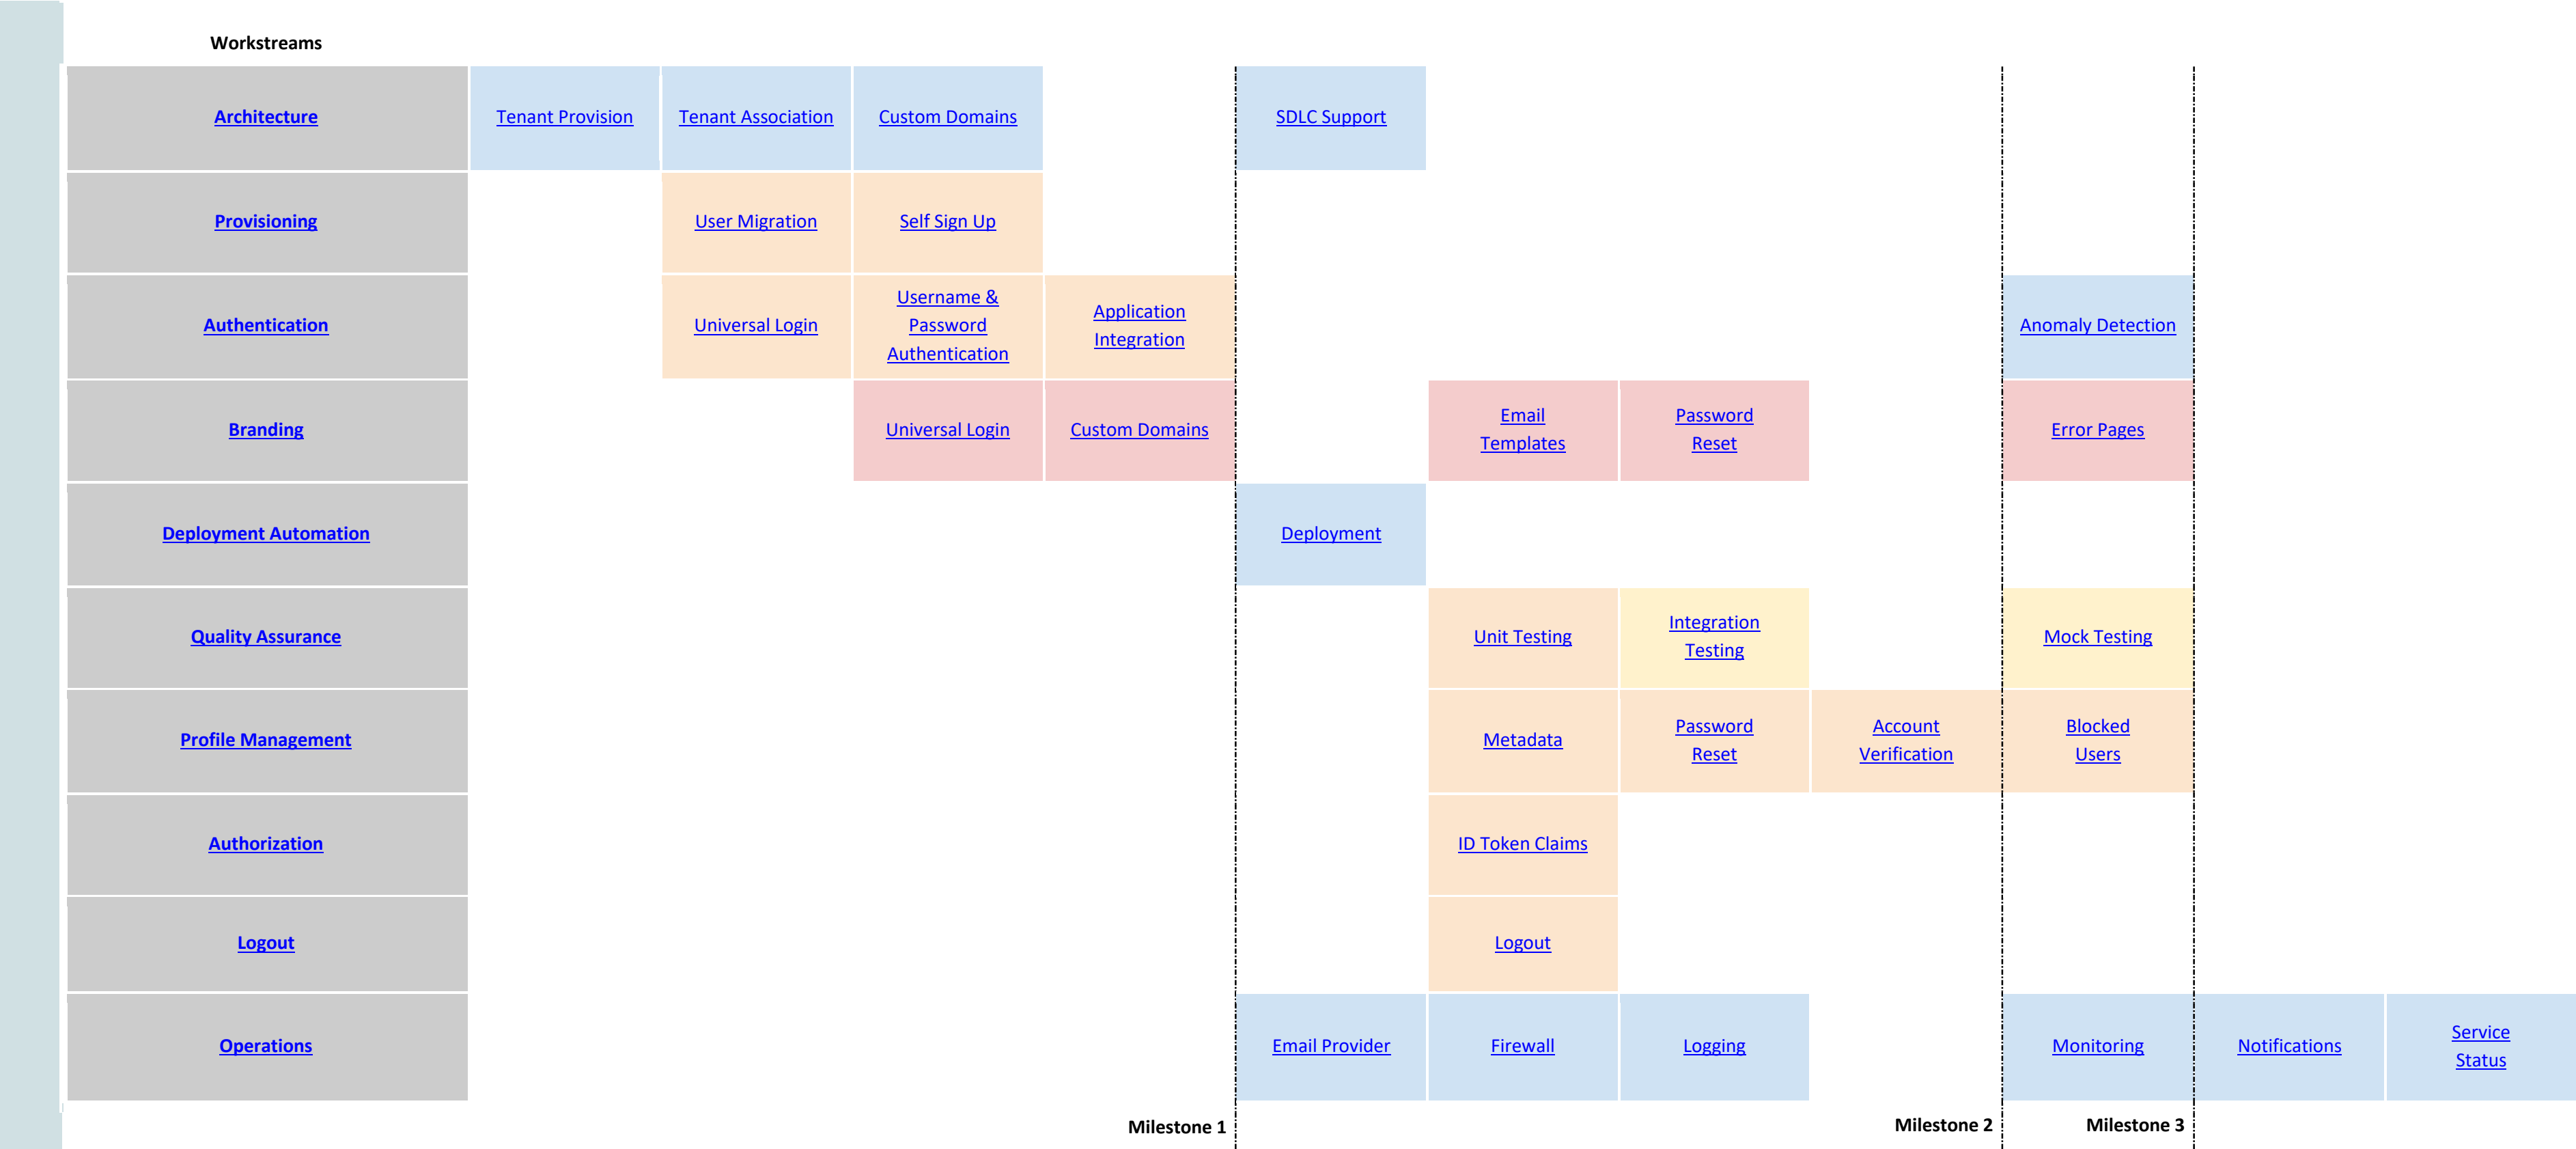 Workstreams
Architecture
Tenant Provision
Tenant Association
Custom Domains
SDLC Support
Provisioning
User Migration
Self Sign Up
Authentication
Universal Login
Username &
Password
Authentication
Application
Integration
Anomaly Detection
Branding
Universal Login
Custom Domains
Email
Templates
Password
Reset
Error Pages
Deployment Automation
Deployment
Quality Assurance
Unit Testing
Integration
Testing
Mock Testing
Profile Management
Metadata
Password
Reset
Account
Verification
Blocked
Users
Authorization
ID Token Claims
Logout
Logout
Operations
Email Provider
Firewall
Logging
Monitoring
Notifications
Service
Status
Milestone 1
Milestone 2
Milestone 3